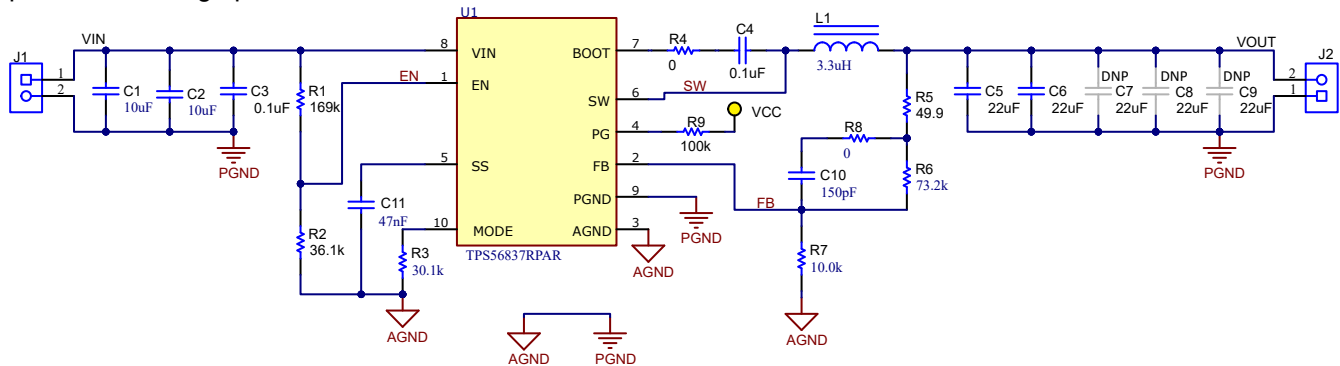 U1
J1
VIN
1
2
C1
10uF
C2
10uF
C3
0.1uF
PGND
R1
169k
EN
R2
36.1k
C11
47nF
R3
30.1k
AGND
8
VIN
1
EN
5
SS
10
MODE
BOOT
7
SW
6
PG
4
FB
2
PGND
9
AGND
3
TPS56837RPAR
R4
0
C4
0.1uF
SW
L1
3.3uH
R9
100k
VCC
PGND
AGND
FB
R8
0
C10
150pF
R5
49.9
R6
73.2k
R7
10.0k
AGND
C5
22uF
C6
22uF
DNP
C7
22uF
DNP
C8
22uF
DNP
C9
22uF
PGND
VOUT
J2
2
1
AGND
PGND